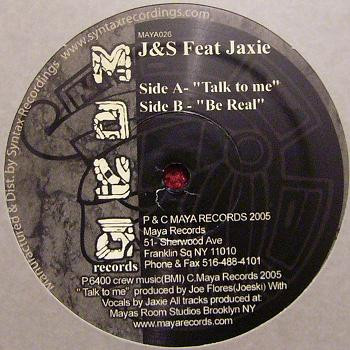 www.syntaxrecordings.com
Manufactured & Dist. by Syntax Recordings
MAYA026
J&S Feat Jaxie
Side A- "Talk to me"
Side B - "Be Real"
records
P & C MAYA RECORDS 2005
Maya Records
51- Sherwood Ave
Franklin Sq NY 11010
Phone & Fax 516-488-4101
P.6400 crew music(BMI) C.Maya Records 2005
" Talk to me" produced by Joe Flores(Joeski) With
Vocals by Jaxie All tracks produced at:
Mayas Room Studios Brooklyn NY
www.mayarecords.com